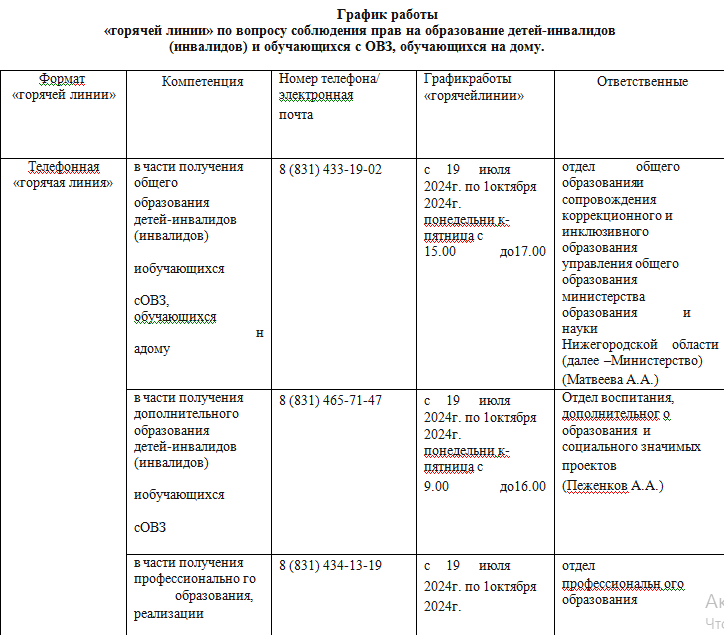 График работы
«горячей линии» по вопросу соблюдения прав на образование детей-инвалидов
(инвалидов) и обучающихся с ОВЗ, обучающихся на дому.
Формат
«горячей линии»
Компетенция
Номер телефона/
электронная
почта
Графикработы
«горячейлинии»
Ответственные
Телефонная
«горячая линия»
в части получения
общего
образования
детей-инвалидов
(инвалидов)
иобучающихся
сОВЗ,
обучающихся
н
адому
8 (831) 433-19-02
с 19 июля
2024г. по 1октября
2024г.
понедельни к-
пятница с
15.00 до17.00
отдел общего
образованияи
сопровождения
коррекционного и
инклюзивного
образования
управления общего
образования
министерства
образования и
науки
Нижегородской области
(далее –Министерство)
(Матвеева А.А.)
в части получения
дополнительного
образования
детей-инвалидов
(инвалидов)
иобучающихся
сОВЗ
8 (831) 465-71-47
с 19 июля
2024г. по 1октября
2024г.
понедельни к-
пятница с
9.00 до16.00
Отдел воспитания,
дополнительног о
образования и
социального значимых
проектов
(Пеженков А.А.)
в части получения
профессионально го
образования,
реализации
8 (831) 434-13-19
с 19 июля
2024г. по 1октября
2024г.
отдел
профессиональн ого
образования